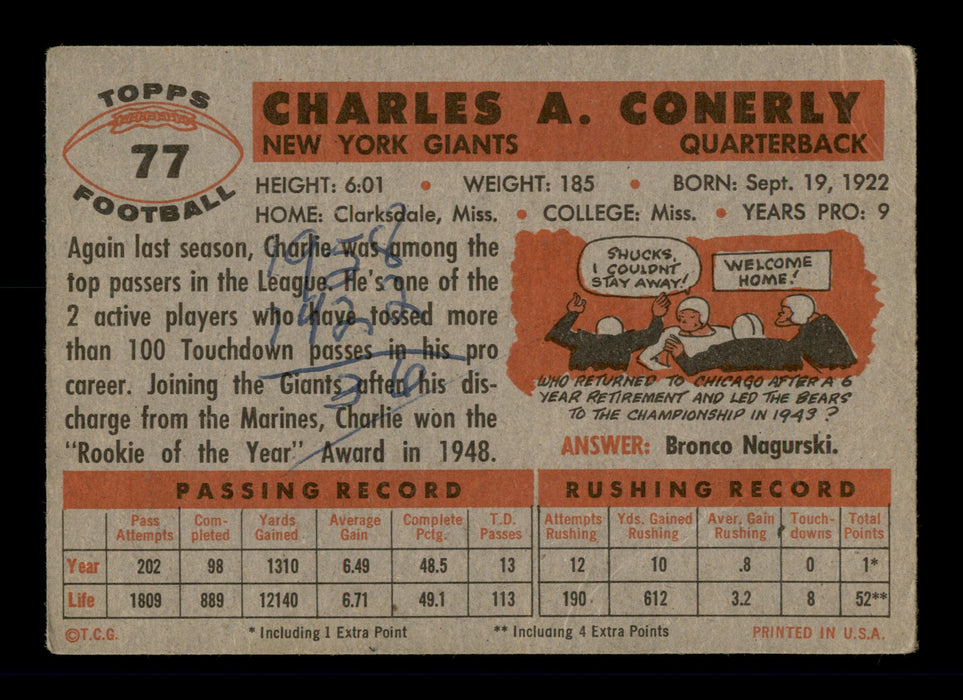 TOPPS
77
FOOTBALL
CHARLES A. CONERLY
NEW YORK GIANTS QUARTERBACK
HEIGHT: 6:01 • WEIGHT: 185 • BORN: Sept. 19, 1922
HOME: Clarksdale, Miss. • COLLEGE: Miss. • YEARS PRO: 9
Again last season, Charlie was among the
top passers in the League. He's one of the
2 active players who have tossed more
than 100 Touchdown passes in his pro
career. Joining the Giants after his dis-
charge from the Marines, Charlie won the
"Rookie of the Year" Award in 1948.
1958
1922
36
SHUCKS,
I COULDNT
STAY AWAY!
WELCOME
HOME!
WHO RETURNED TO CHICAGO AFTER A 6
YEAR RETIREMENT AND LED THE BEARS
TO THE CHAMPIONSHIP IN 1943?
ANSWER: Bronco Nagurski.
PASSING RECORD
Pass Attempts Com-pleted Yards Gained Average Gain Complete Pctg. T.D. Passes
Year 202 98 1310 6.49 48.5 13
Life 1809 889 12140 6.71 49.1 113
RUSHING RECORD
Attempts Rushing Yds. Gained Rushing Aver. Gain Rushing Touch-downs Total Points
12 10 .8 0 1*
190 612 3.2 8 52**
©T.C.G. * Including 1 Extra Point ** Including 4 Extra Points PRINTED IN U.S.A.